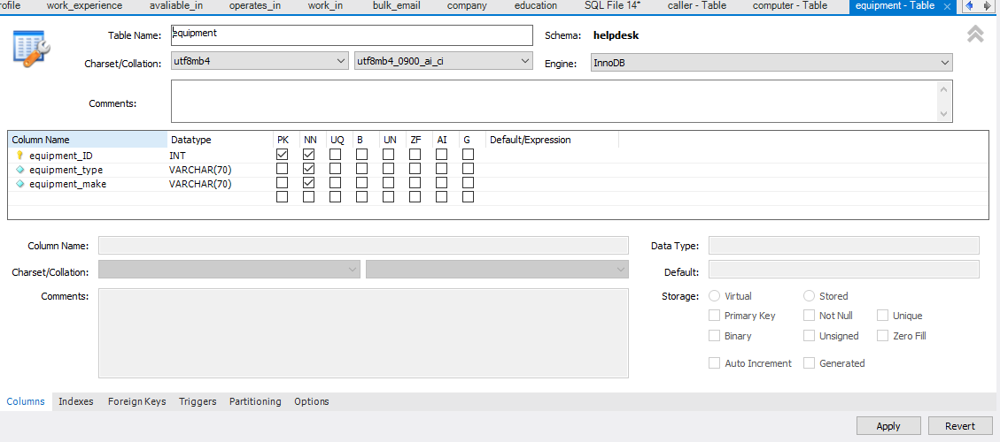 rofile work_experience avaliable_in operates_in work_in bulk_email company education SQL File 14* caller - Table computer - Table equipment - Table
Table Name: equipment Schema: helpdesk
Charset/Collation: utf8mb4 utf8mb4_0900_ai_ci Engine: InnoDB
Comments:
Column Name Datatype PK NN UQ B UN ZF AI G Default/Expression
equipment_ID INT
equipment_type VARCHAR(70)
equipment_make VARCHAR(70)
Column Name: Data Type:
Charset/Collation: Default:
Comments: Storage: Virtual Stored
Primary Key Not Null Unique
Binary Unsigned Zero Fill
Auto Increment Generated
Columns Indexes Foreign Keys Triggers Partitioning Options
Apply Revert